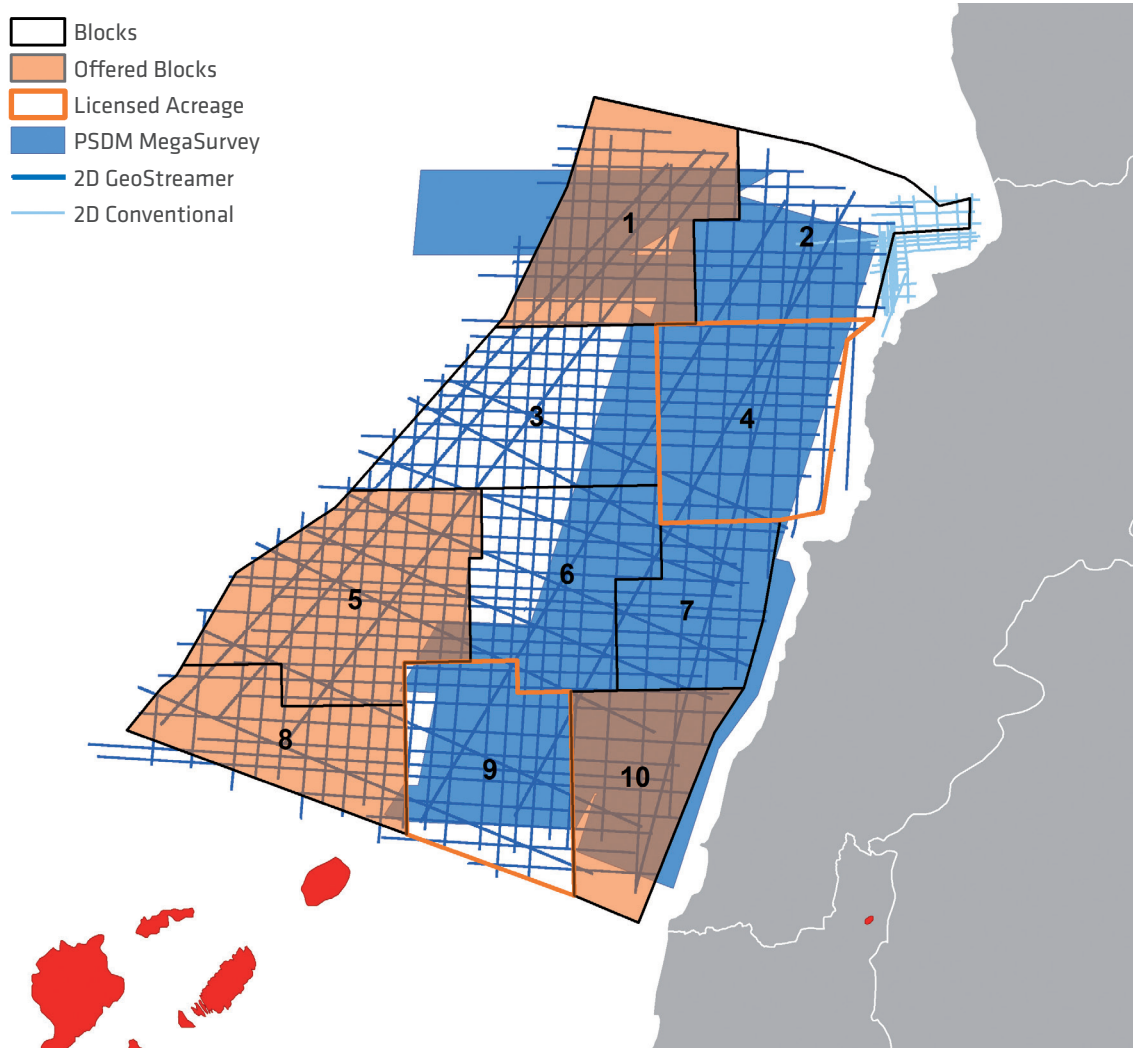 Blocks
Offered Blocks
Licensed Acreage
PSDM MegaSurvey
2D GeoStreamer
2D Conventional
1
2
3
4
5
6
7
8
9
10